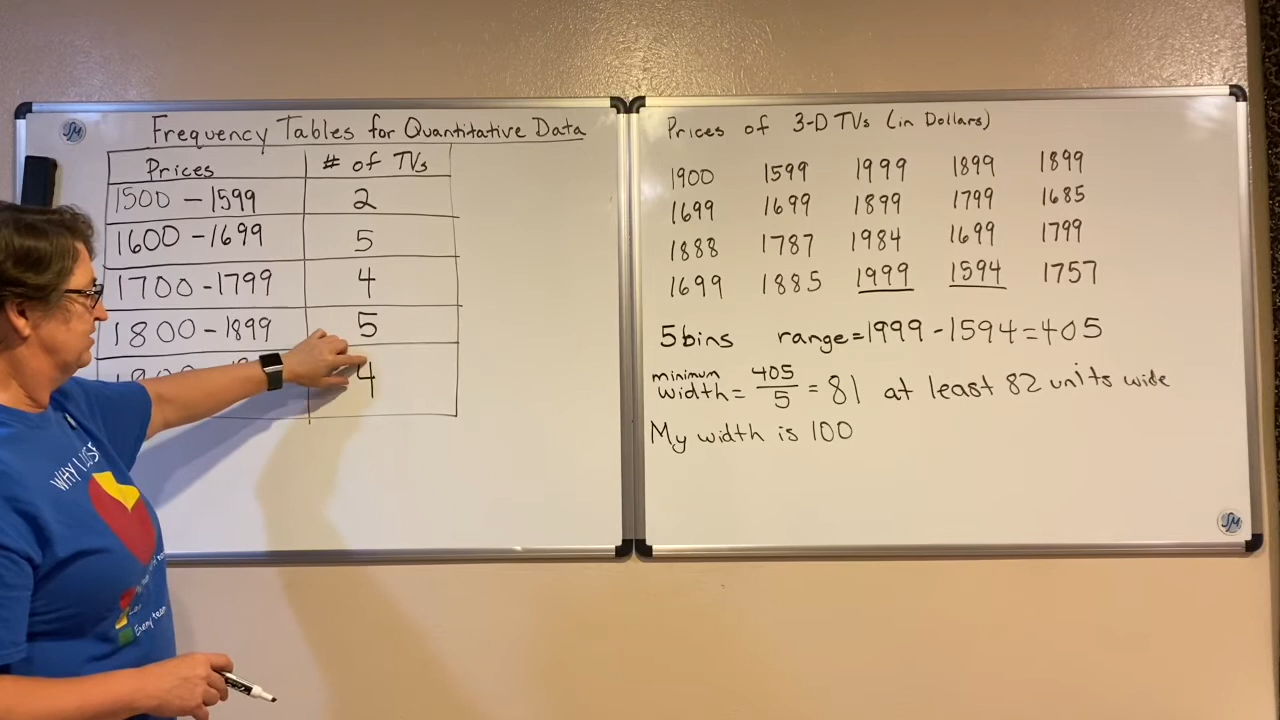 Frequency Tables for Quantitative Data
Prices # of TVs
1500 - 1599 2
1600 - 1699 5
1700 - 1799 4
1800 - 1899 5
4
Prices of 3-D TVs (in Dollars)
1900 1599 1999 1899 1899
1699 1699 1899 1799 1685
1888 1787 1984 1699 1799
1699 1885 1999 1594 1757
5 bins range = 1999 - 1594 = 405
minimum width = 405/5 = 81 at least 82 units wide
My width is 100
SM
SM
WHY I